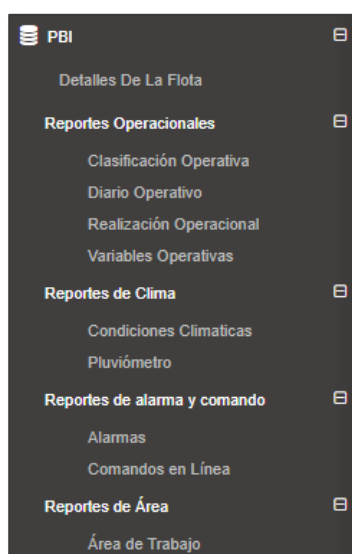 PBI
Detalles De La Flota
Reportes Operacionales
Clasificación Operativa
Diario Operativo
Realización Operacional
Variables Operativas
Reportes de Clima
Condiciones Climaticas
Pluviómetro
Reportes de alarma y comando
Alarmas
Comandos en Línea
Reportes de Área
Área de Trabajo